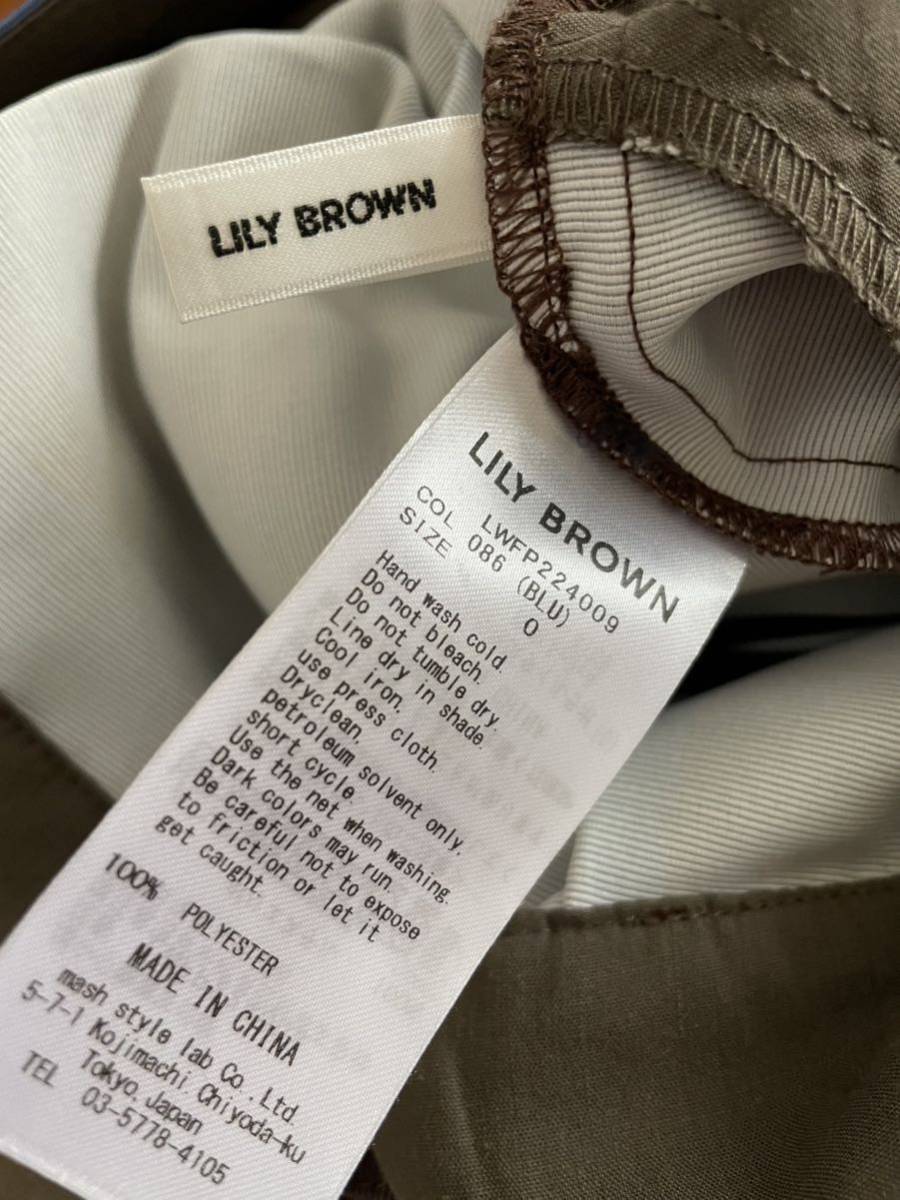 LILY BROWN
LILY BROWN
LWFP224009
COL 086 (BLU)
SIZE 0
Hand wash cold.
Do not bleach.
Do not tumble dry.
Line dry in shade.
Cool iron.
use press cloth.
Dryclean.
petroleum solvent only.
short cycle.
Use the net when washing.
Dark colors may run.
Be careful not to expose
to friction or let it
get caught.
100% POLYESTER
MADE IN CHINA
mash style lab Co.,Ltd.
5-7-1 Kojimachi.Chiyoda-ku
Tokyo.Japan
TEL 03-5778-4105